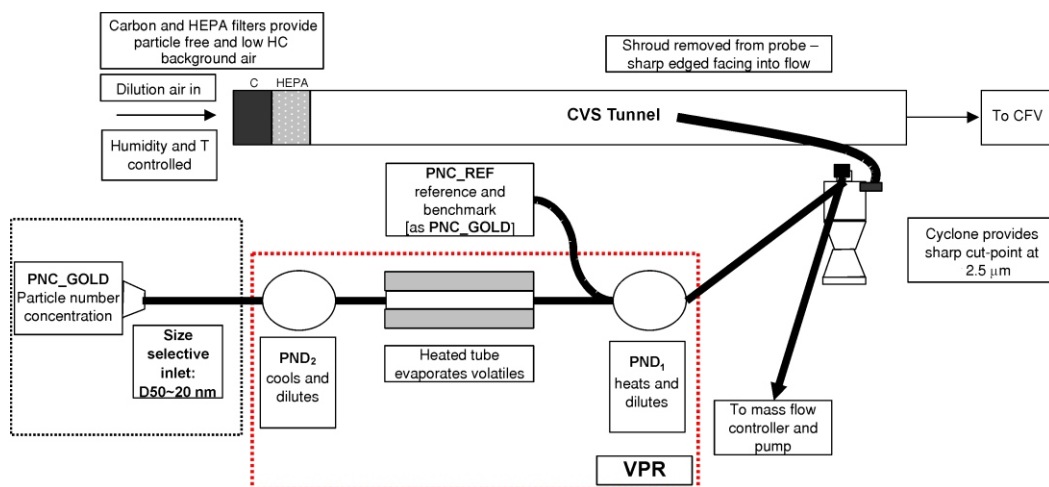 Carbon and HEPA filters provide
particle free and low HC
background air
Shroud removed from probe –
sharp edged facing into flow
C HEPA
Dilution air in
CVS Tunnel
To CFV
Humidity and T
controlled
PNC_REF
reference and
benchmark
[as PNC_GOLD]
Cyclone provides
sharp cut-point at
2.5 μm
PNC_GOLD
Particle number
concentration
Size
selective
inlet:
D50~20 nm
PND₂
cools and
dilutes
Heated tube
evaporates volatiles
PND₁
heats and
dilutes
To mass flow
controller and
pump
VPR